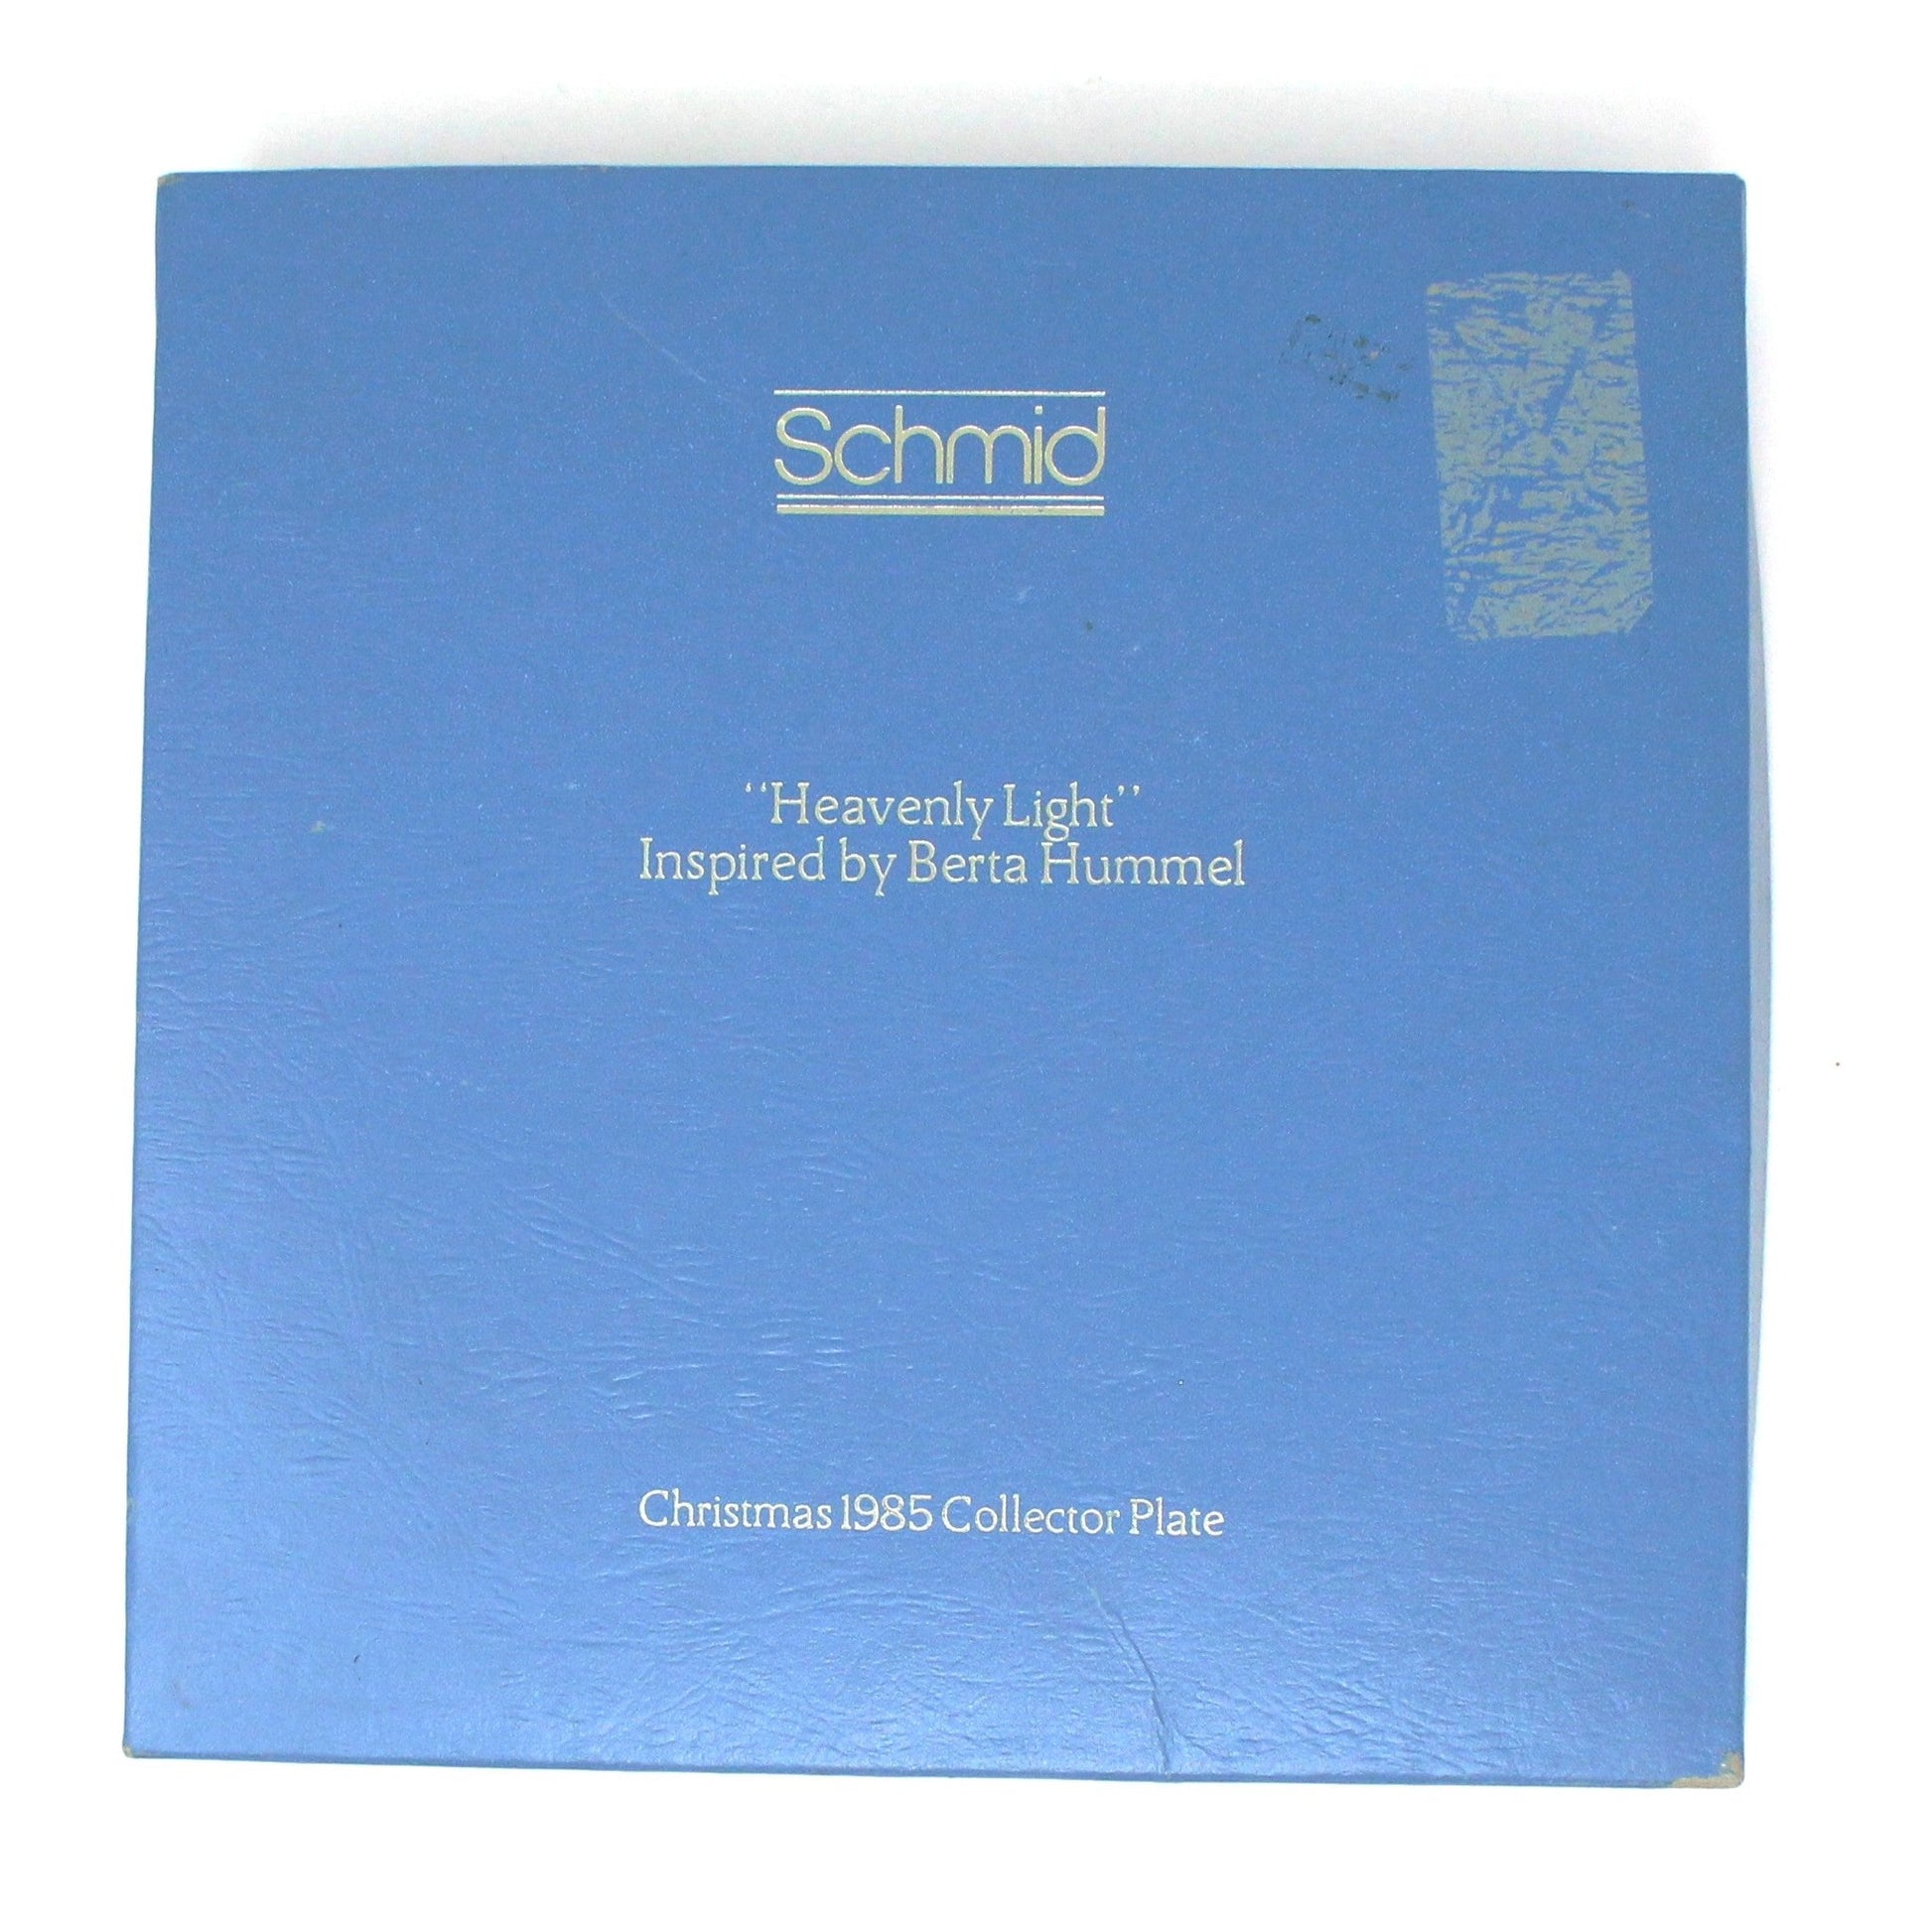 Schmid
“Heavenly Light”
Inspired by Berta Hummel
Christmas 1985 Collector Plate